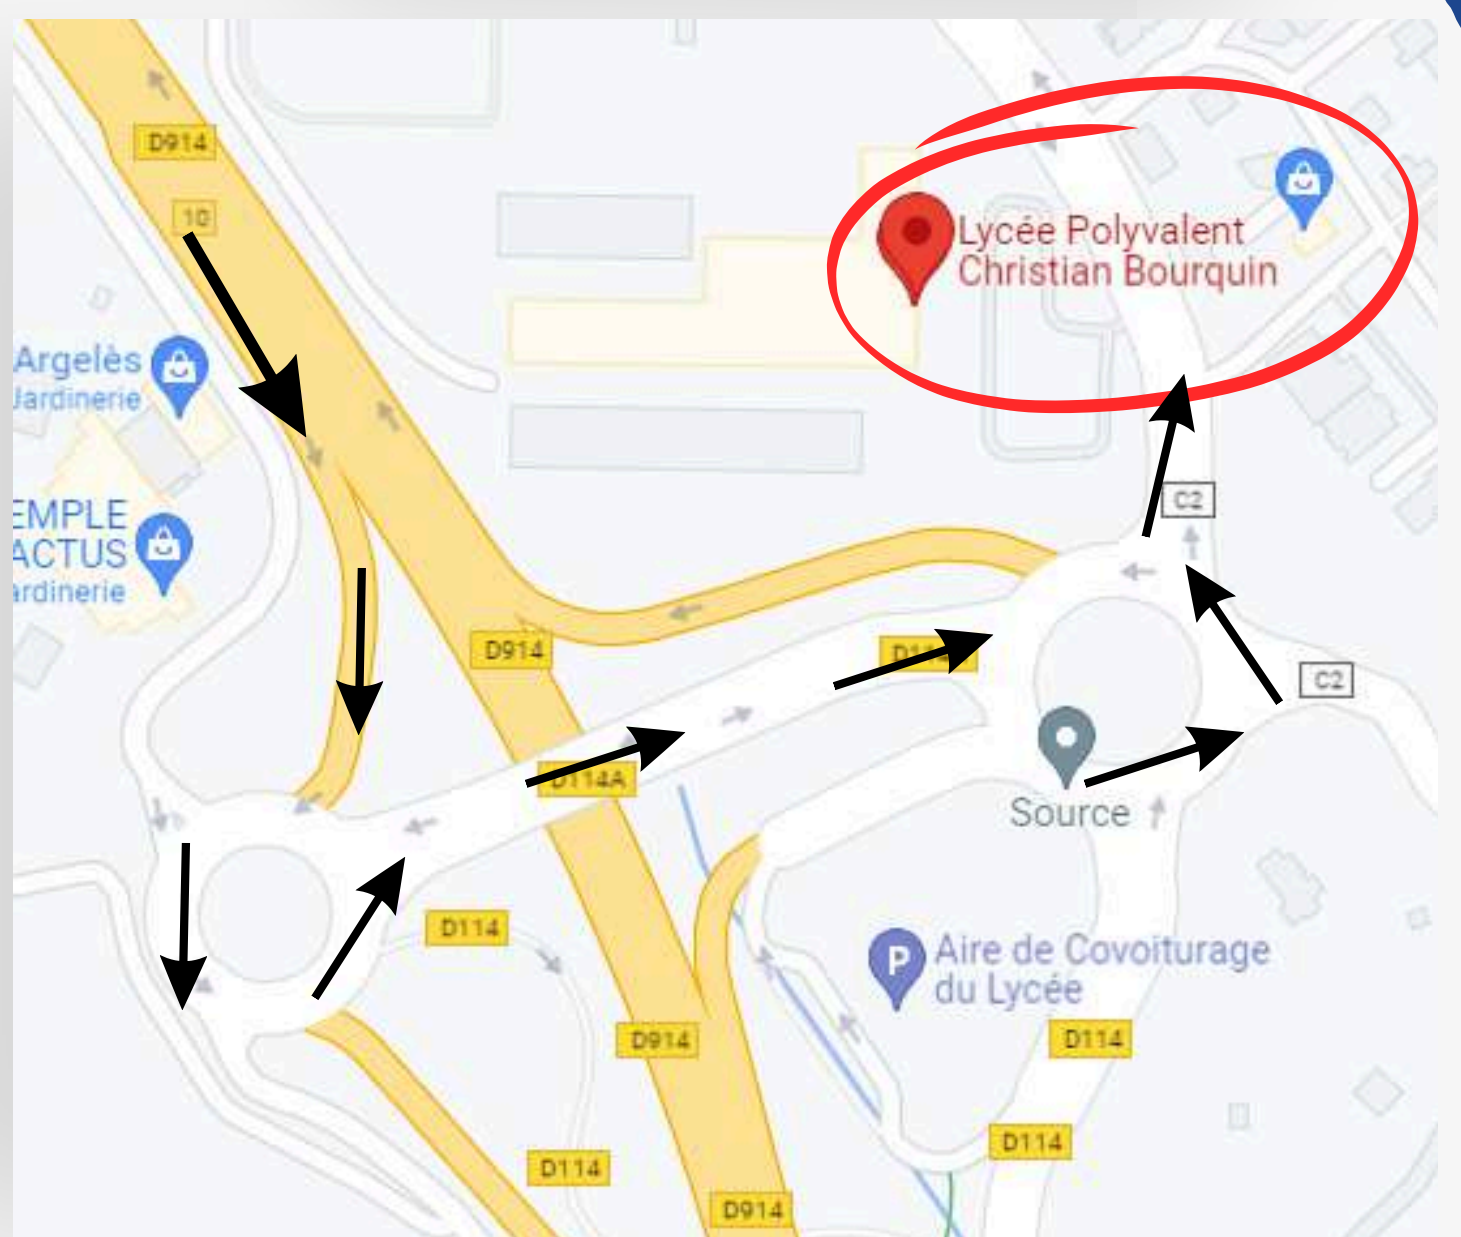 D914
10
Lycée Polyvalent
Christian Bourquin
Argelès
Jardinerie
C2
EMPLE
ACTUS
ardinerie
D914
D114A
C2
Source
D114
Aire de Covoiturage
du Lycée
P
D914
D114
D114
D114
D914